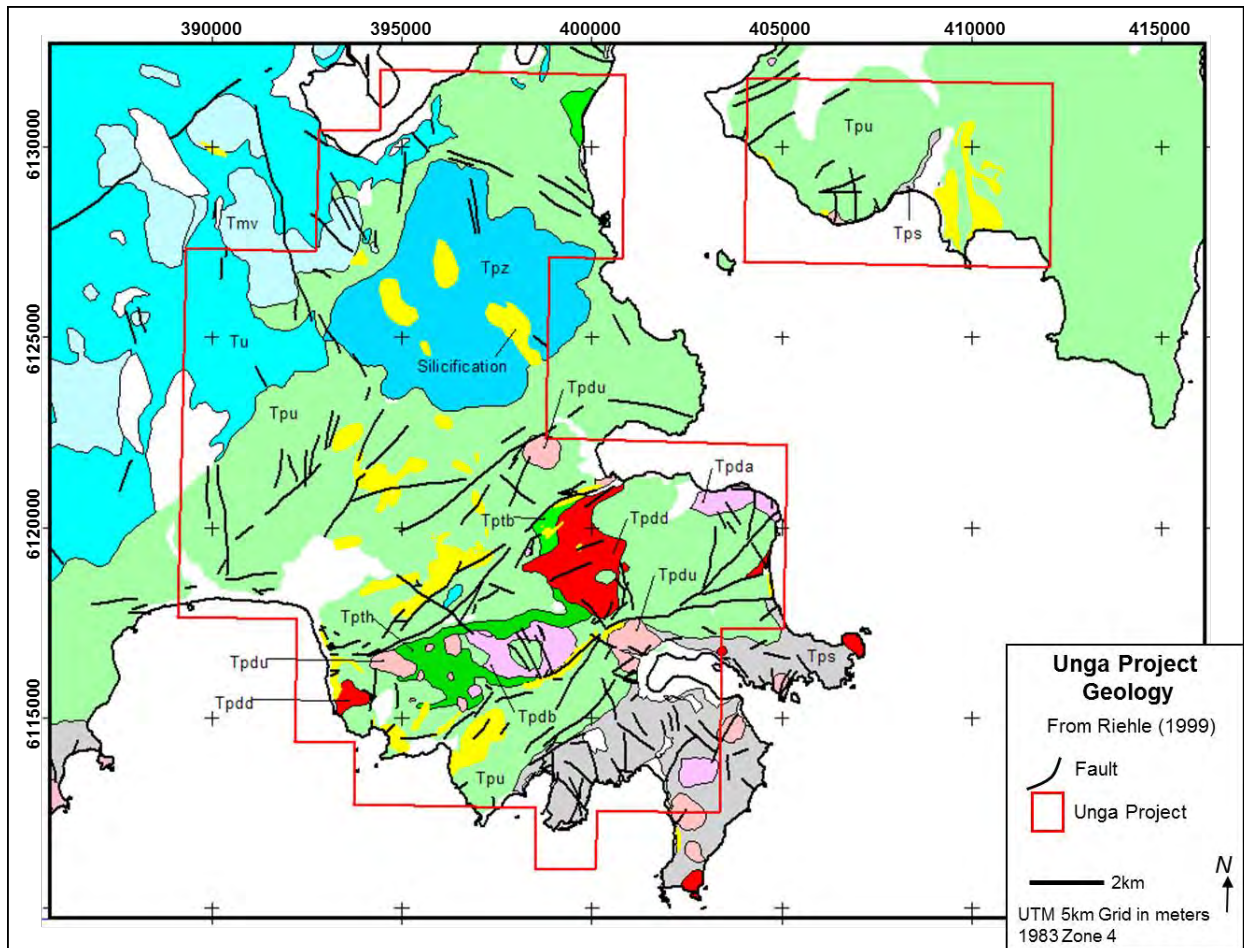 390000 395000 400000 405000 410000 415000
6130000
6125000
6120000
6115000
Tpu
Tmv
Tps
Tpz
Tu
Silicification
Tpdu
Tpu
Tpda
Tptb
Tpdd
Tpdu
Tpth
Tpdu
Tps
Tpdd
Tpdb
Tpu
Unga Project
Geology
From Riehle (1999)
Fault
Unga Project
N
2km
UTM 5km Grid in meters
1983 Zone 4